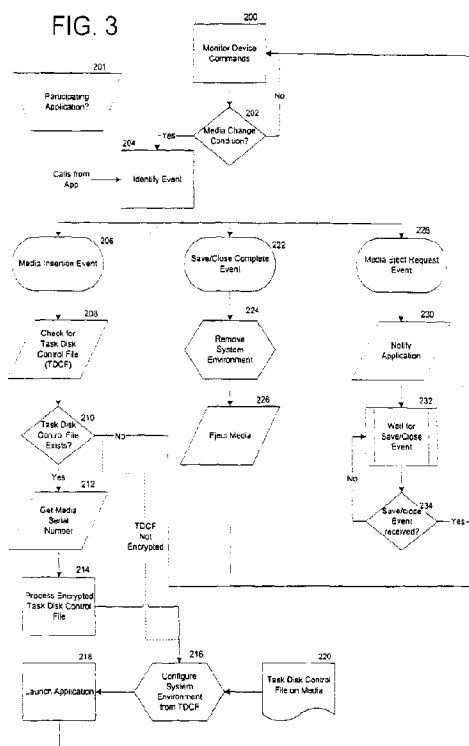 FIG. 3
200
Monitor Device
Commands
201
Participating
Application?
No
202
Media Change
Condition?
Yes
204
Calls from
App
Identify Event
206
Media Insertion Event
222
Save/Close Complete
Event
228
Media Eject Request
Event
208
Check for
Task Disk
Control File
(TDCF)
224
Remove
System
Environment
230
Notify
Application
210
Task Disk
Control File
Exists?
No
226
Eject Media
232
Wait for
Save/Close
Event
No
Yes
212
Get Media
Serial
Number
TDCF
Not
Encrypted
234
Save/close
Event
received?
Yes
214
Process Encrypted
Task Disk Control
File
216
Configure
System
Environment
from TDCF
218
Launch Application
220
Task Disk Control
File on Media